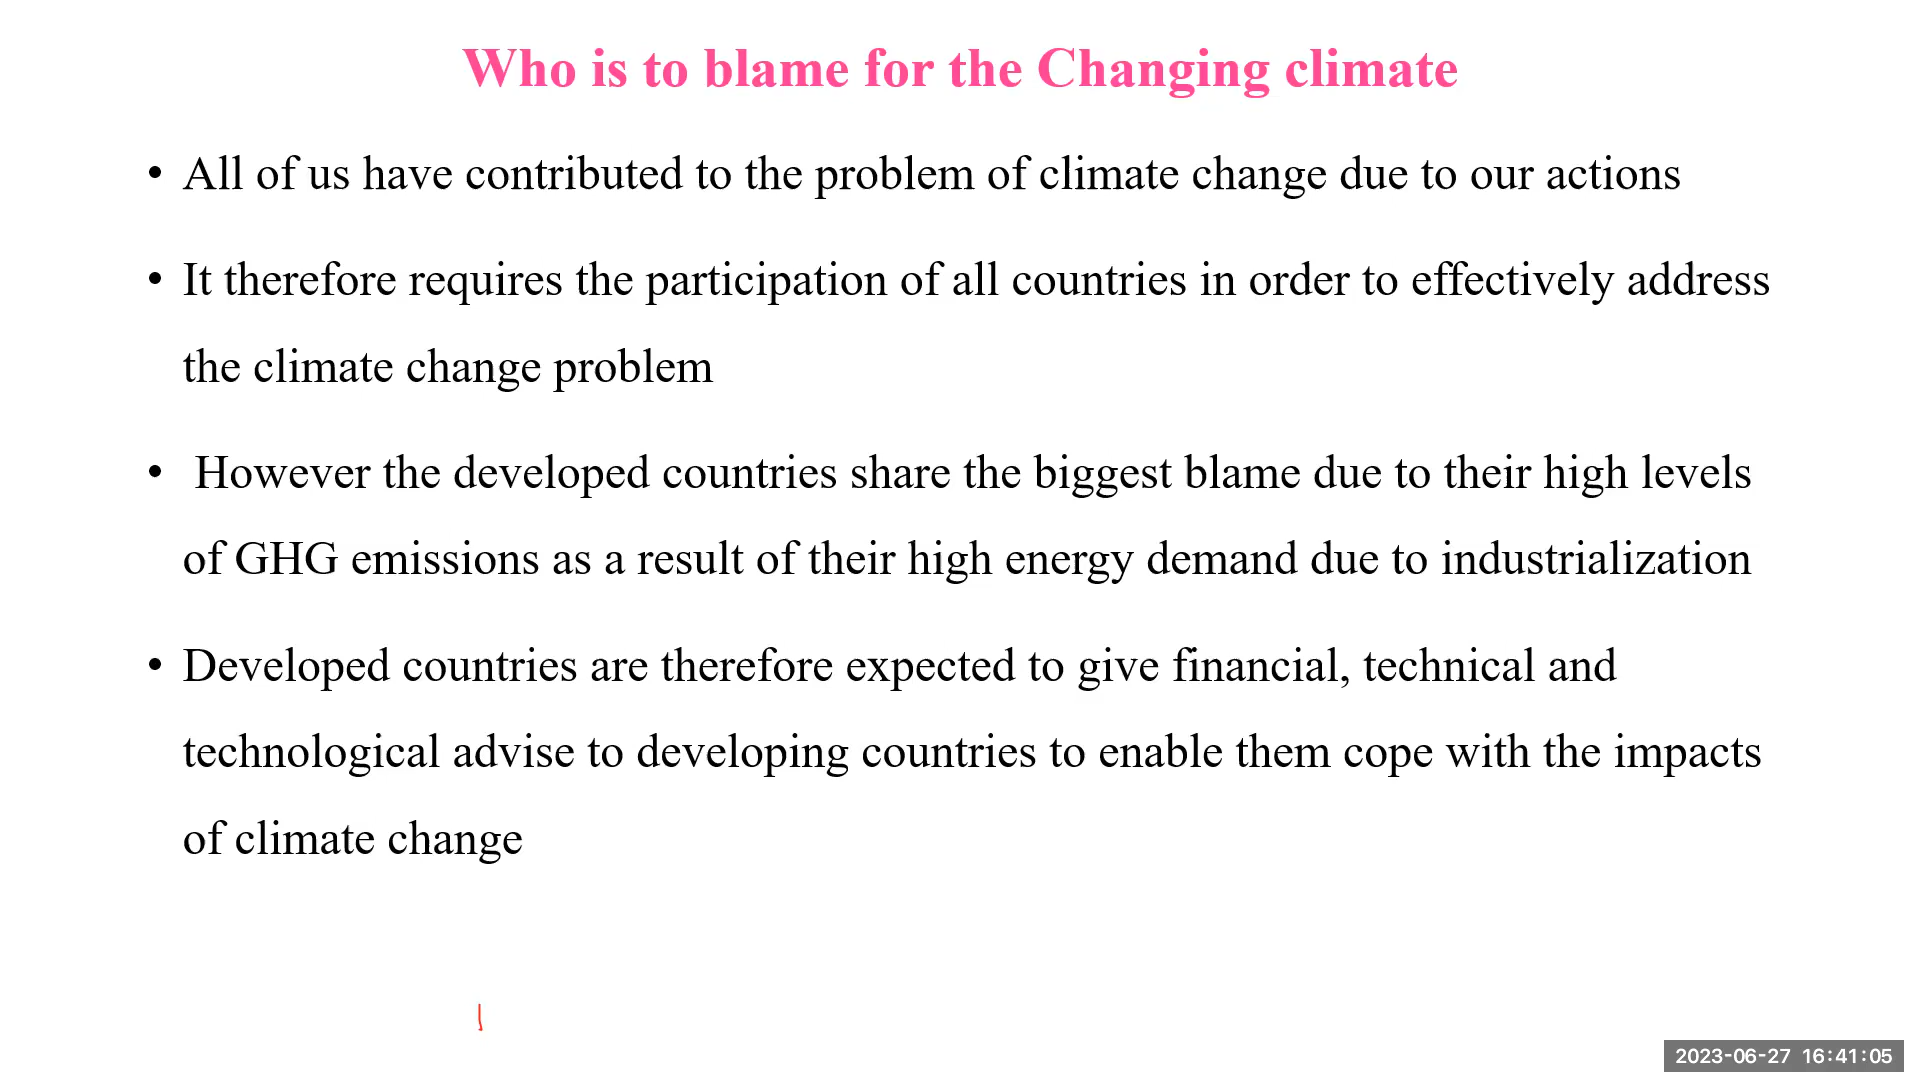 Who is to blame for the Changing climate
• All of us have contributed to the problem of climate change due to our actions
• It therefore requires the participation of all countries in order to effectively address
the climate change problem
• However the developed countries share the biggest blame due to their high levels
of GHG emissions as a result of their high energy demand due to industrialization
• Developed countries are therefore expected to give financial, technical and
technological advise to developing countries to enable them cope with the impacts
of climate change
2023-06-27 16:41:05